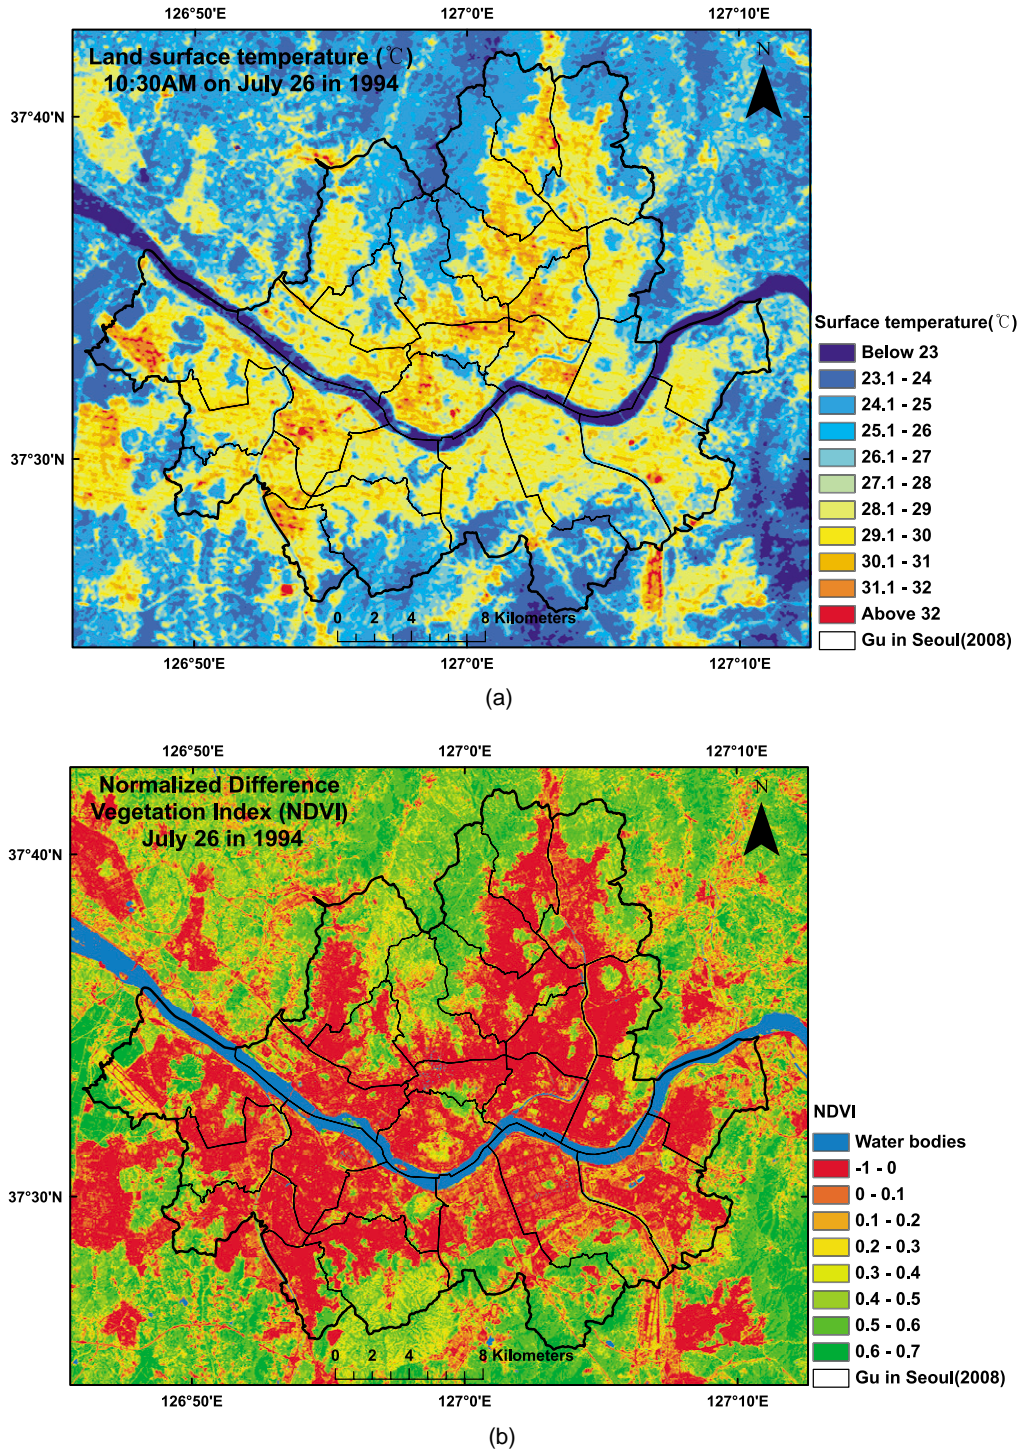 126°50'E 127°0'E 127°10'E
Land surface temperature (℃)
10:30AM on July 26 in 1994
N
37°40'N
37°30'N
Surface temperature(℃)
Below 23
23.1 - 24
24.1 - 25
25.1 - 26
26.1 - 27
27.1 - 28
28.1 - 29
29.1 - 30
30.1 - 31
31.1 - 32
Above 32
Gu in Seoul(2008)
0 2 4 8 Kilometers
126°50'E 127°0'E 127°10'E
(a)
126°50'E 127°0'E 127°10'E
Normalized Difference
Vegetation Index (NDVI)
July 26 in 1994
N
37°40'N
37°30'N
NDVI
Water bodies
-1 - 0
0 - 0.1
0.1 - 0.2
0.2 - 0.3
0.3 - 0.4
0.4 - 0.5
0.5 - 0.6
0.6 - 0.7
Gu in Seoul(2008)
0 2 4 8 Kilometers
126°50'E 127°0'E 127°10'E
(b)